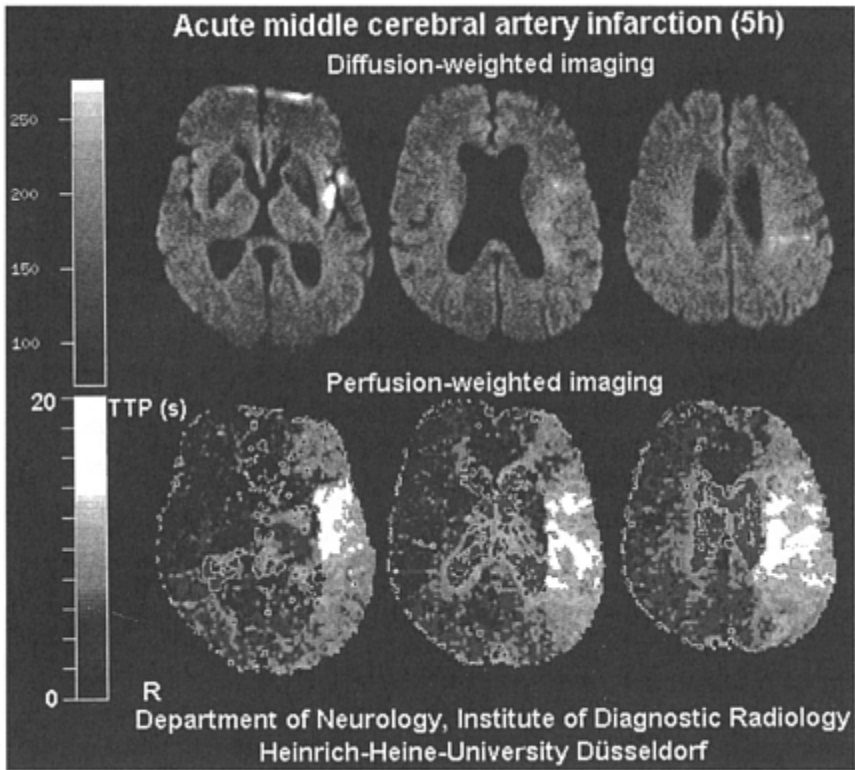 Acute middle cerebral artery infarction (5h)
Diffusion-weighted imaging
250
200
150
100
Perfusion-weighted imaging
20
TTP (s)
0
R
Department of Neurology, Institute of Diagnostic Radiology
Heinrich-Heine-University Düsseldorf